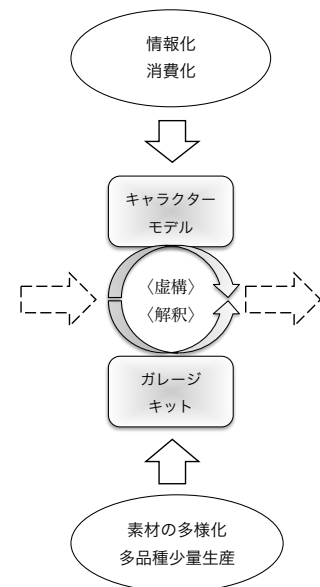 情報化
消費化
キャラクター
モデル
〈虚構〉
〈解釈〉
ガレージ
キット
素材の多様化
多品種少量生産